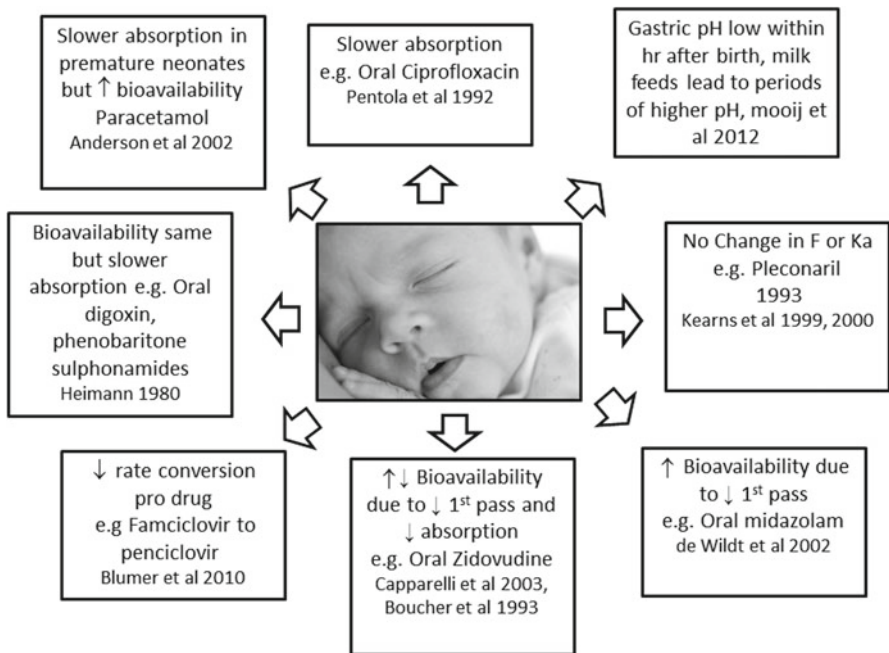 Slower absorption in
premature neonates
but ↑ bioavailability
Paracetamol
Anderson et al 2002
Slower absorption
e.g. Oral Ciprofloxacin
Pentola et al 1992
Gastric pH low within
hr after birth, milk
feeds lead to periods
of higher pH, mooij et
al 2012
Bioavailability same
but slower
absorption e.g. Oral
digoxin,
phenobaritone
sulphonamides
Heimann 1980
No Change in F or Ka
e.g. Pleconaril
1993
Kearns et al 1999, 2000
↓ rate conversion
pro drug
e.g Famciclovir to
penciclovir
Blumer et al 2010
↑↓ Bioavailability
due to ↓ 1st pass and
↓ absorption
e.g. Oral Zidovudine
Capparelli et al 2003,
Boucher et al 1993
↑ Bioavailability due
to ↓ 1st pass
e.g. Oral midazolam
de Wildt et al 2002